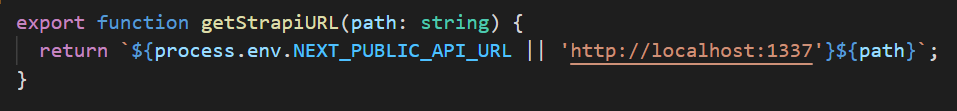 export function getStrapiURL(path: string) {
  return `${process.env.NEXT_PUBLIC_API_URL || 'http://localhost:1337'}${path}`;
}